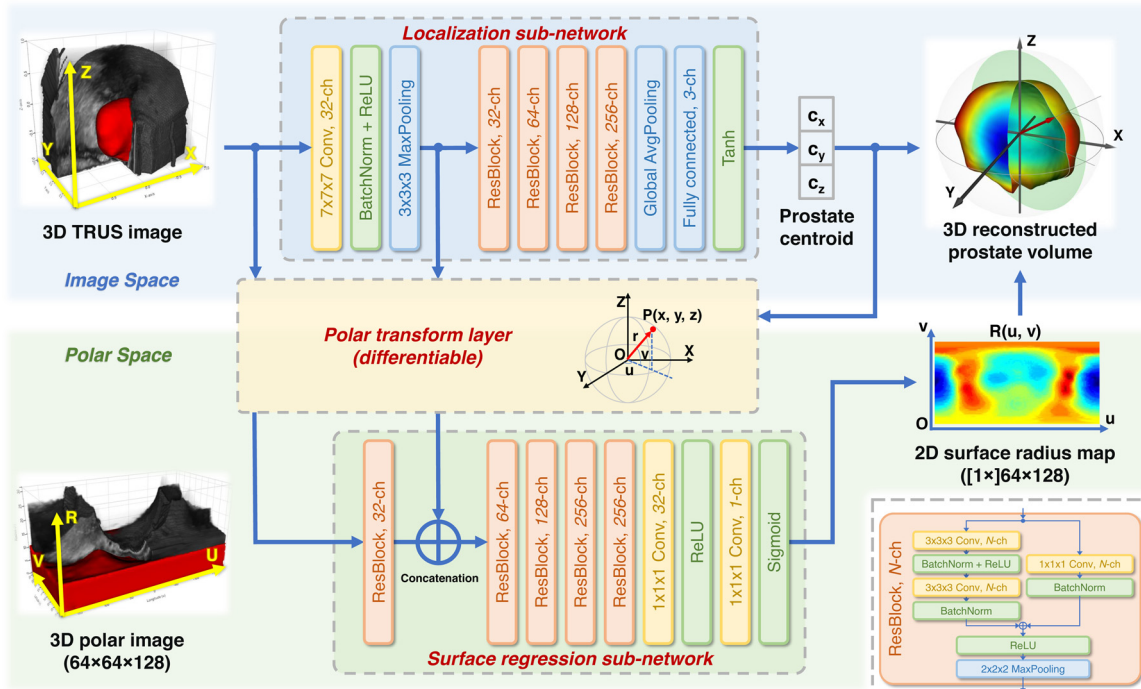 Localization sub-network
7x7x7 Conv, 32-ch
BatchNorm + ReLU
3x3x3 MaxPooling
ResBlock, 32-ch
ResBlock, 64-ch
ResBlock, 128-ch
ResBlock, 256-ch
Global AvgPooling
Fully connected, 3-ch
Tanh
Z
Y
X
3D TRUS image
Image Space
cx
cy
cz
Prostate
centroid
Z
X
Y
3D reconstructed
prostate volume
Polar Space
Polar transform layer
(differentiable)
Z
P(x, y, z)
r
O
v
X
Y
u
V
R(u, v)
O
u
2D surface radius map
([1×]64×128)
R
V
U
3D polar image
(64×64×128)
ResBlock, 32-ch
Concatenation
ResBlock, 64-ch
ResBlock, 128-ch
ResBlock, 256-ch
ResBlock, 256-ch
1x1x1 Conv, 32-ch
ReLU
1x1x1 Conv, 1-ch
Sigmoid
Surface regression sub-network
ResBlock, N-ch
3x3x3 Conv, N-ch
BatchNorm + ReLU
3x3x3 Conv, N-ch
BatchNorm
1x1x1 Conv, N-ch
BatchNorm
ReLU
2x2x2 MaxPooling